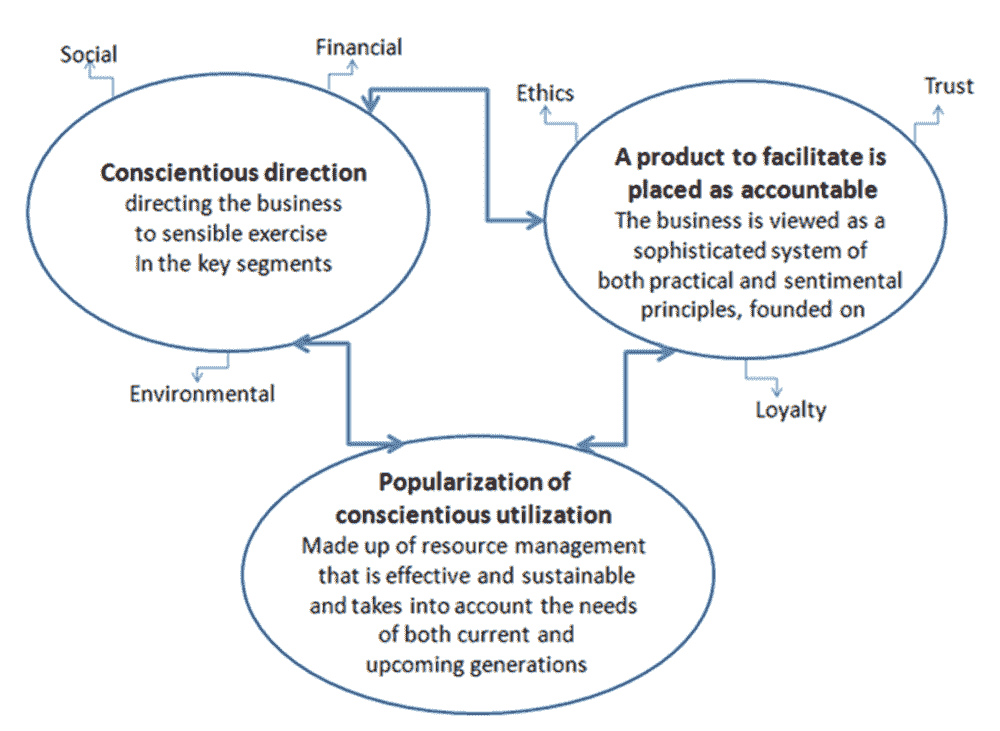 Social
Financial
Conscientious direction
directing the business
to sensible exercise
In the key segments
Environmental
Ethics
Trust
A product to facilitate is
placed as accountable
The business is viewed as a
sophisticated system of
both practical and sentimental
principles, founded on
Loyalty
Popularization of
conscientious utilization
Made up of resource management
that is effective and sustainable
and takes into account the needs
of both current and
upcoming generations